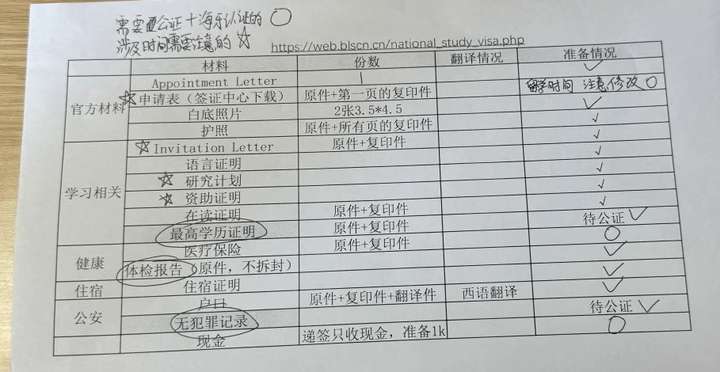 需要公证+海牙认证的 ○
涉及时间需要注意的 ☆
https://web.blscn.cn/national_study_visa.php
材料 份数 翻译情况 准备情况
官方材料
Appointment Letter 1 ✓
☆申请表（签证中心下载） 原件+第一页的复印件 留学时间 注意修改 ○
白底照片 2张3.5*4.5 ✓
护照 原件+所有页的复印件 ✓
学习相关
☆Invitation Letter 原件+复印件 ✓
语言证明 ✓
☆ 研究计划 ✓
☆ 资助证明 ✓
在读证明 原件+复印件 待公证 ✓
最高学历证明 原件+复印件 ○
健康
医疗保险 原件+复印件 ✓
体检报告（原件，不拆封） ✓
住宿
住宿证明 ✓
公安
户口 原件+复印件+翻译件 西语翻译 待公证 ✓
无犯罪记录 ○
现金 递签只收现金，准备1k